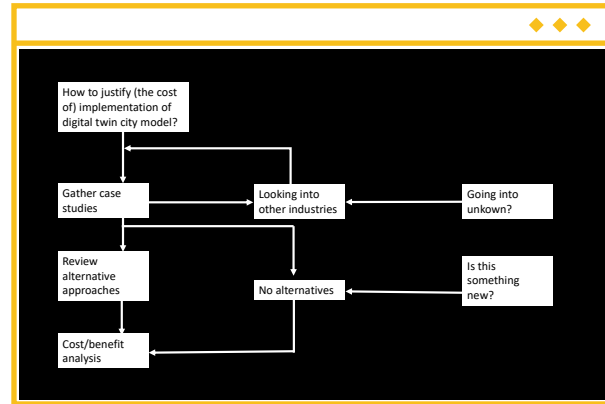 How to justify (the cost
of) implementation of
digital twin city model?
Gather case
studies
Looking into
other industries
Going into
unkown?
Review
alternative
approaches
No alternatives
Is this
something
new?
Cost/benefit
analysis